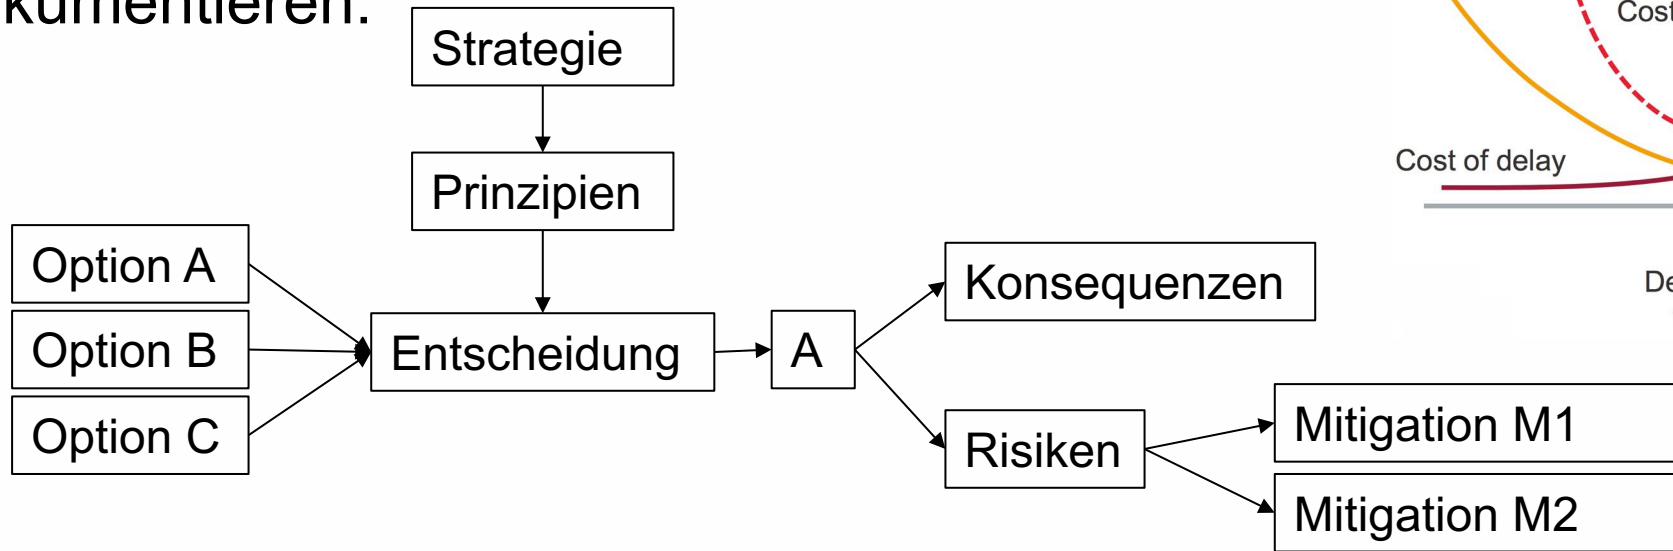 kumentieren.
Strategie
Prinzipien
Option A
Option B
Option C
Entscheidung
A
Konsequenzen
Risiken
Mitigation M1
Mitigation M2
Cost
Cost of delay
De